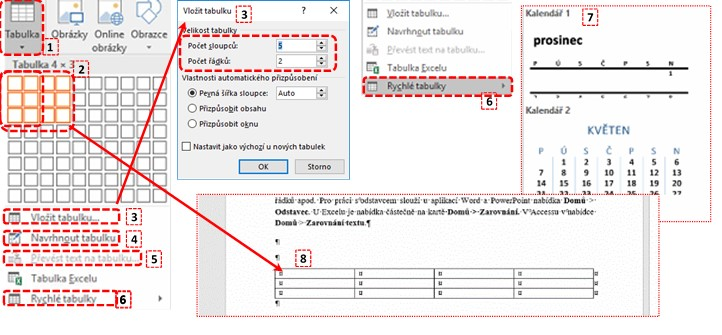 Tabulka
Obrázky
Online
obrázky
Obrazce
1
Tabulka 4 ×
2
Vložit tabulku...
3
Navrhnout tabulku
4
Převést text na tabulku...
5
Tabulka Excelu
Rychlé tabulky
6
Vložit tabulku
3
Velikost tabulky
Počet sloupců:
5
Počet řádků:
2
Vlastnosti automatického přizpůsobení
Pevná šířka sloupce:
Auto
Přizpůsobit obsahu
Přizpůsobit oknu
Nastavit jako výchozí u nových tabulek
OK
Storno
Vložit tabulku...
Navrhnout tabulku
Převést text na tabulku...
Tabulka Excelu
Rychlé tabulky
6
Kalendář 1
7
prosinec
P Ú S Č P S N
1
Kalendář 2
KVĚTEN
P Ú S Č P S N
1 2 3 4 5 6
7 8 9 10 11 12 13
14 15 16 17 18 19 20
21 22 23 24 25 26 27
řádků· apod.· Pro· práci· s°odstavcem· slouží· u· aplikací· Word· a· PowerPoint· nabídka· Domů·>·
Odstavec.· U·Excelu·je·nabídka·částečně·na·kartě·Domů·>·Zarovnání.·V°Accessu·v°nabídce·
Domů·>·Zarovnání·textu.¶
¶
¶
8
¤ ¤ ¤ ¤ ¤
¤ ¤ ¤ ¤ ¤
¤ ¤ ¤ ¤ ¤
¶